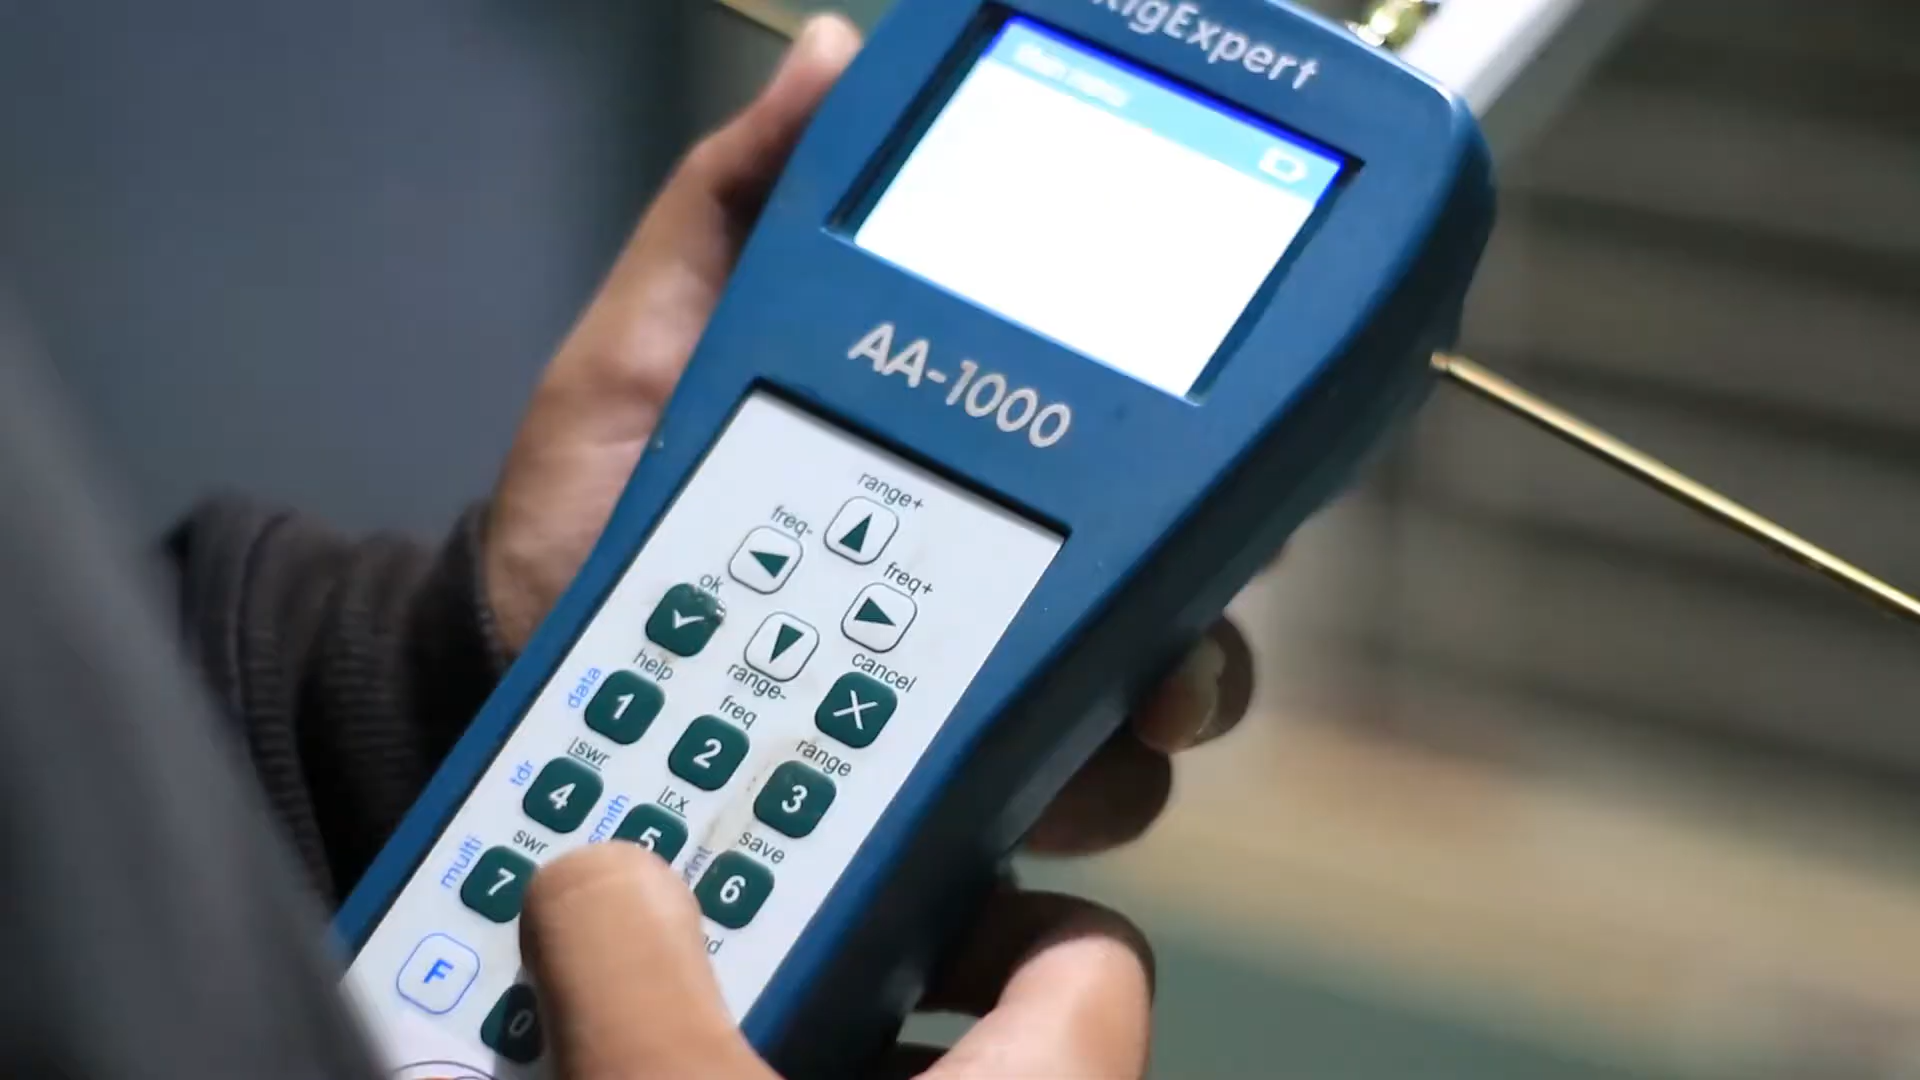 RigExpert
AA-1000
range+
freq-
freq+
ok
range-
cancel
help
data
1
freq
2
range
3
lswr
tdr
4
lr,x
smith
5
save
6
swr
multi
7
F
0